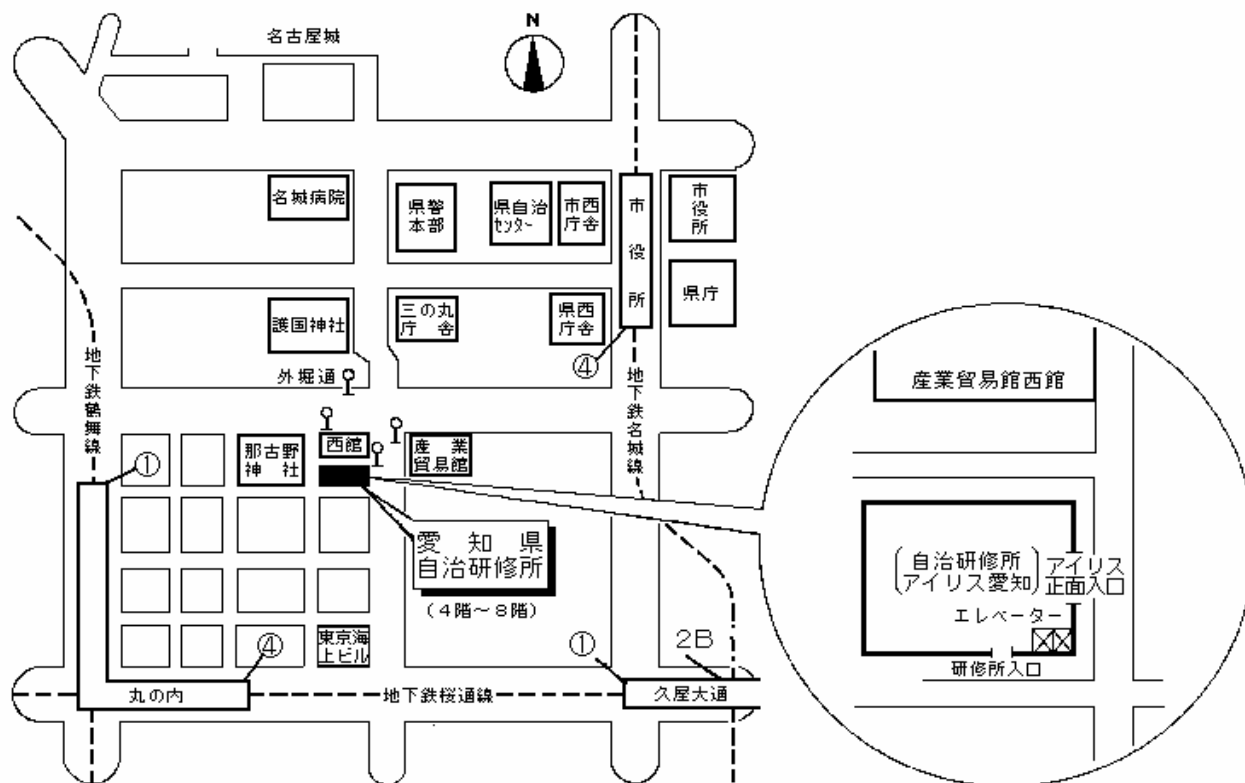 名古屋城
N
名城病院
県警
本部
県自治
センター
市西
庁舎
市役所
市役所
県庁
護国神社
三の丸
庁舎
県西
庁舎
④
外堀通
地下鉄鶴舞線
地下鉄名城線
産業貿易館西館
①
那古野
神社
西館
産業
貿易館
愛知県
自治研修所
(4階~8階)
自治研修所
アイリス愛知
アイリス
正面入口
エレベーター
研修所入口
東京海
上ビル
④
①
2B
丸の内
地下鉄桜通線
久屋大通